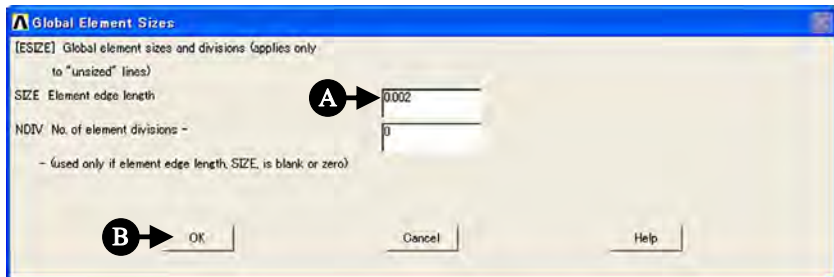 Global Element Sizes
[ESIZE] Global element sizes and divisions (applies only
to "unsized" lines)
SIZE Element edge length
A
0.002
NDIV No. of element divisions -
0
- (used only if element edge length, SIZE, is blank or zero)
B
OK
Cancel
Help